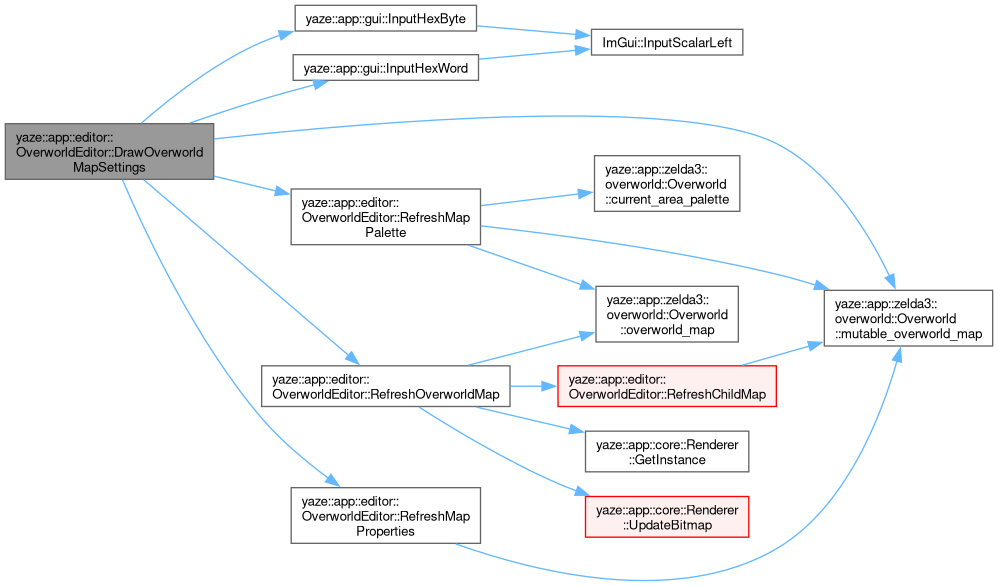 yaze::app::gui::InputHexByte
ImGui::InputScalarLeft
yaze::app::gui::InputHexWord
yaze::app::editor::
OverworldEditor::DrawOverworld
MapSettings
yaze::app::zelda3::
overworld::Overworld
::current_area_palette
yaze::app::editor::
OverworldEditor::RefreshMap
Palette
yaze::app::zelda3::
overworld::Overworld
::overworld_map
yaze::app::zelda3::
overworld::Overworld
::mutable_overworld_map
yaze::app::editor::
OverworldEditor::RefreshOverworldMap
yaze::app::editor::
OverworldEditor::RefreshChildMap
yaze::app::core::Renderer
::GetInstance
yaze::app::editor::
OverworldEditor::RefreshMap
Properties
yaze::app::core::Renderer
::UpdateBitmap